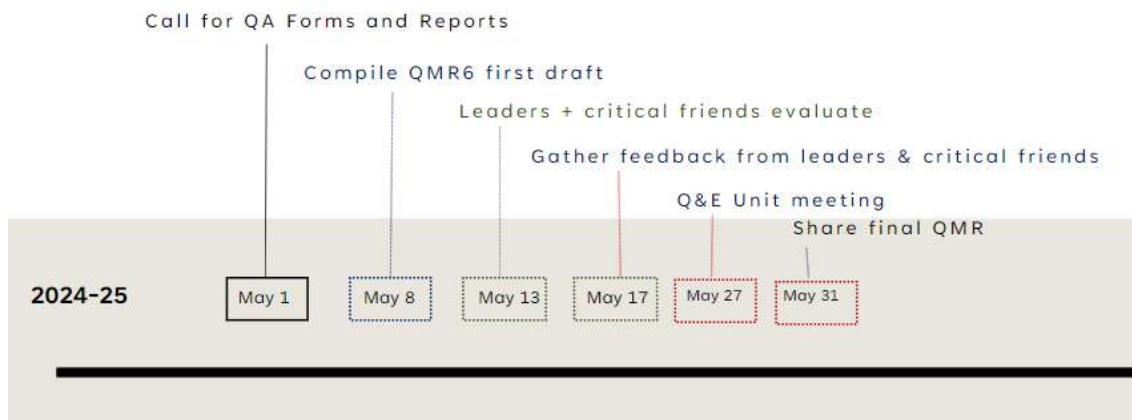 Call for QA Forms and Reports
Compile QMR6 first draft
Leaders + critical friends evaluate
Gather feedback from leaders & critical friends
Q&E Unit meeting
Share final QMR
2024-25
May 1
May 8
May 13
May 17
May 27
May 31